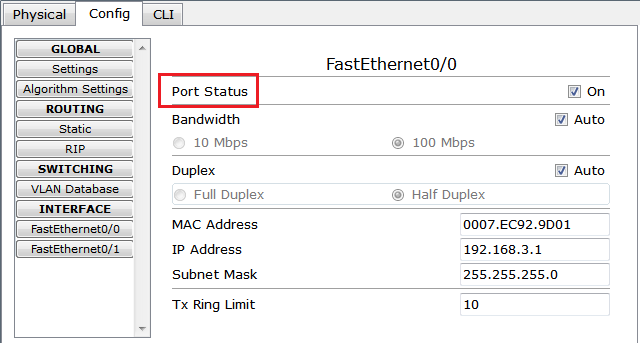 Physical Config CLI
GLOBAL
Settings
Algorithm Settings
ROUTING
Static
RIP
SWITCHING
VLAN Database
INTERFACE
FastEthernet0/0
FastEthernet0/1
FastEthernet0/0
Port Status On
Bandwidth Auto
10 Mbps 100 Mbps
Duplex Auto
Full Duplex Half Duplex
MAC Address 0007.EC92.9D01
IP Address 192.168.3.1
Subnet Mask 255.255.255.0
Tx Ring Limit 10